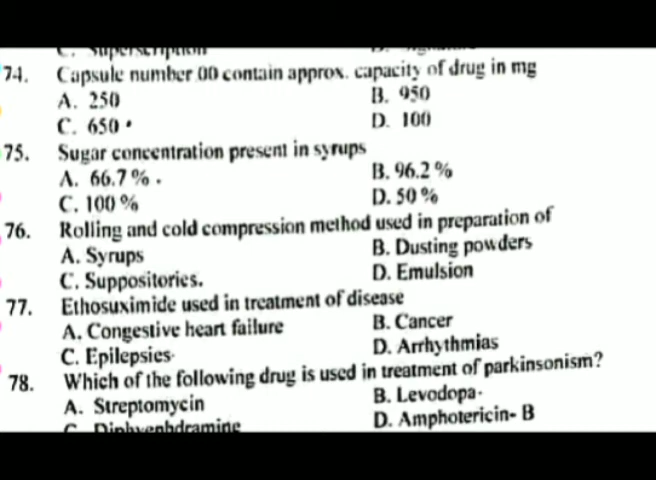 C. Superscription
74. Capsule number 00 contain approx. capacity of drug in mg
A. 250 B. 950
C. 650 • D. 100
75. Sugar concentration present in syrups
A. 66.7 % . B. 96.2 %
C. 100 % D. 50 %
76. Rolling and cold compression method used in preparation of
A. Syrups B. Dusting powders
C. Suppositories. D. Emulsion
77. Ethosuximide used in treatment of disease
A. Congestive heart failure B. Cancer
C. Epilepsies· D. Arrhythmias
78. Which of the following drug is used in treatment of parkinsonism?
A. Streptomycin B. Levodopa·
C. Diphyenhdramine D. Amphotericin- B